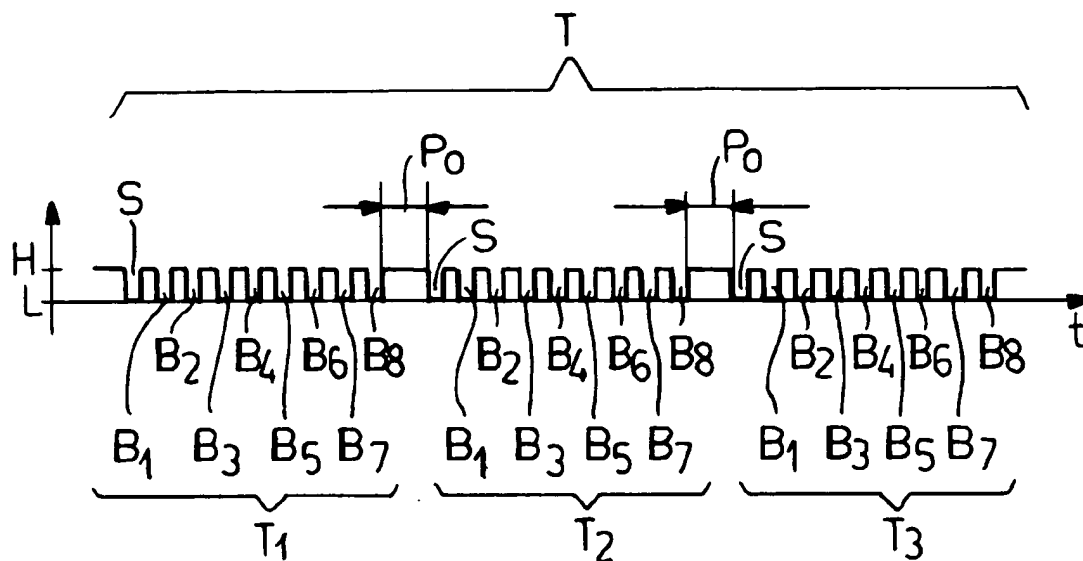 T
P0 P0
S S S
H
L
t
B2 B4 B6 B8 B2 B4 B6 B8 B2 B4 B6 B8
B1 B3 B5 B7 B1 B3 B5 B7 B1 B3 B5 B7
T1 T2 T3